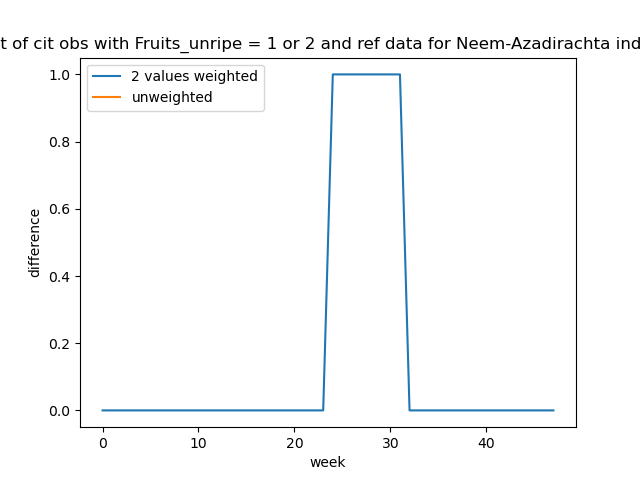 t of cit obs with Fruits_unripe = 1 or 2 and ref data for Neem-Azadirachta ind
2 values weighted
unweighted
1.0
0.8
0.6
0.4
0.2
0.0
difference
0 10 20 30 40
week